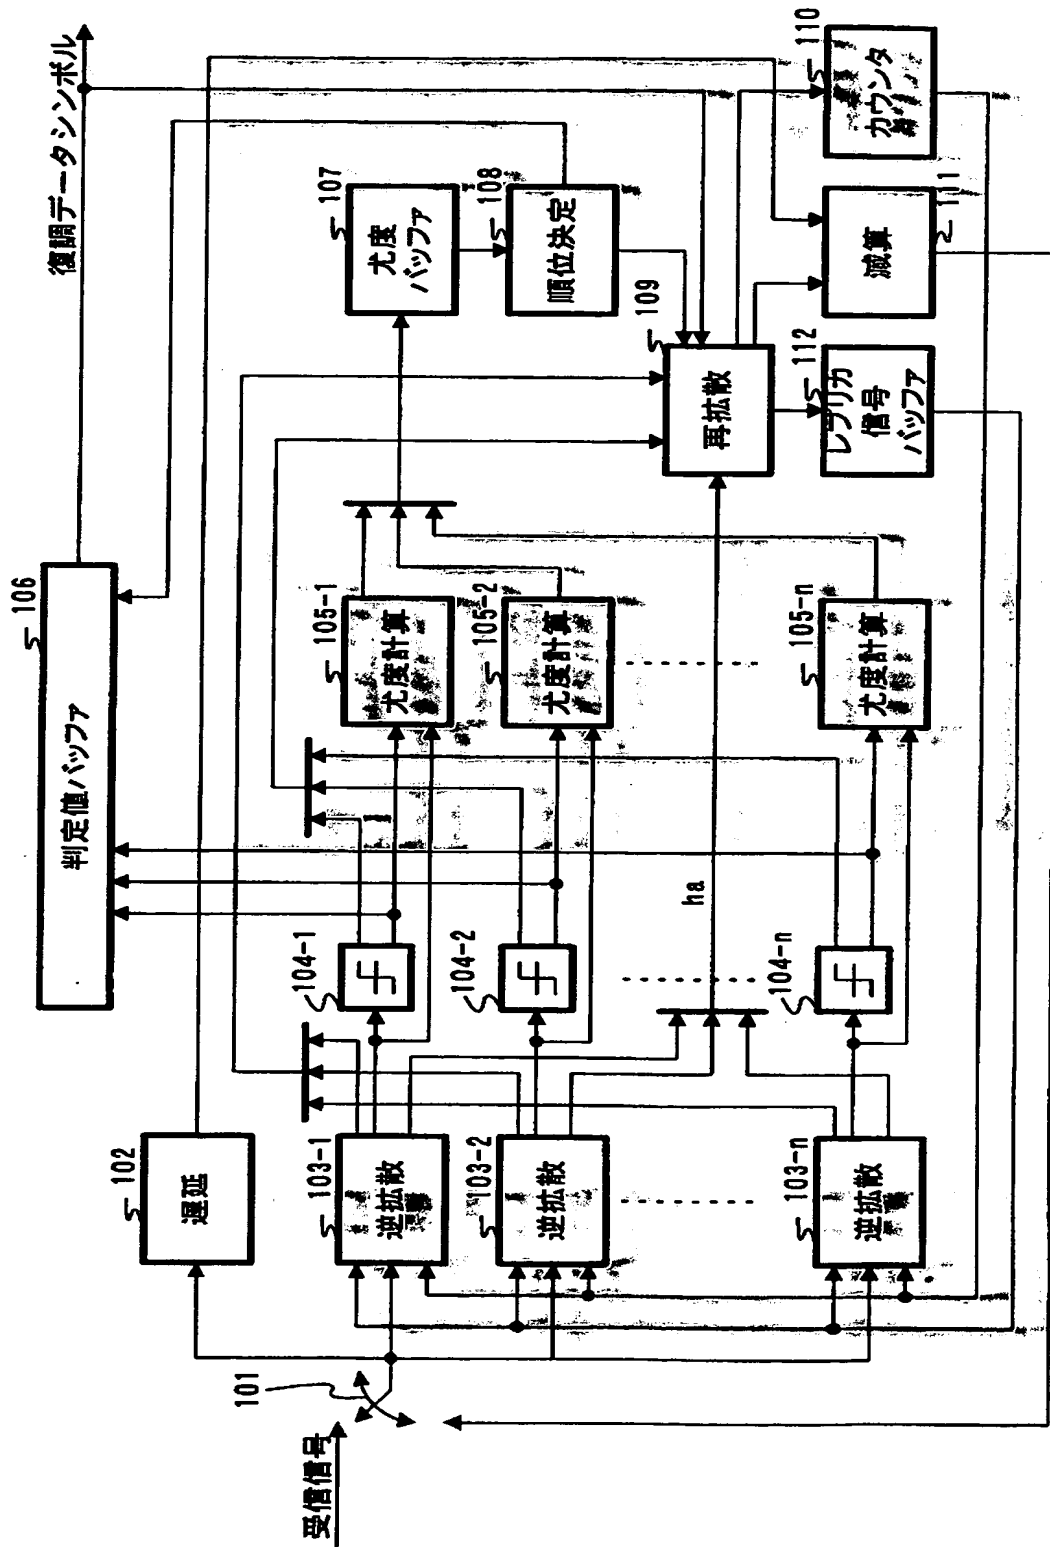 受信信号
101
102
遅延
103-1
逆拡散
103-2
逆拡散
103-n
逆拡散
104-1
104-2
104-n
ha
106
判定値バッファ
105-1
尤度計算
105-2
尤度計算
105-n
尤度計算
107
尤度
バッファ
108
順位決定
109
再拡散
復調データシンボル
112
レプリカ
信号
バッファ
111
減算
110
カウンタ